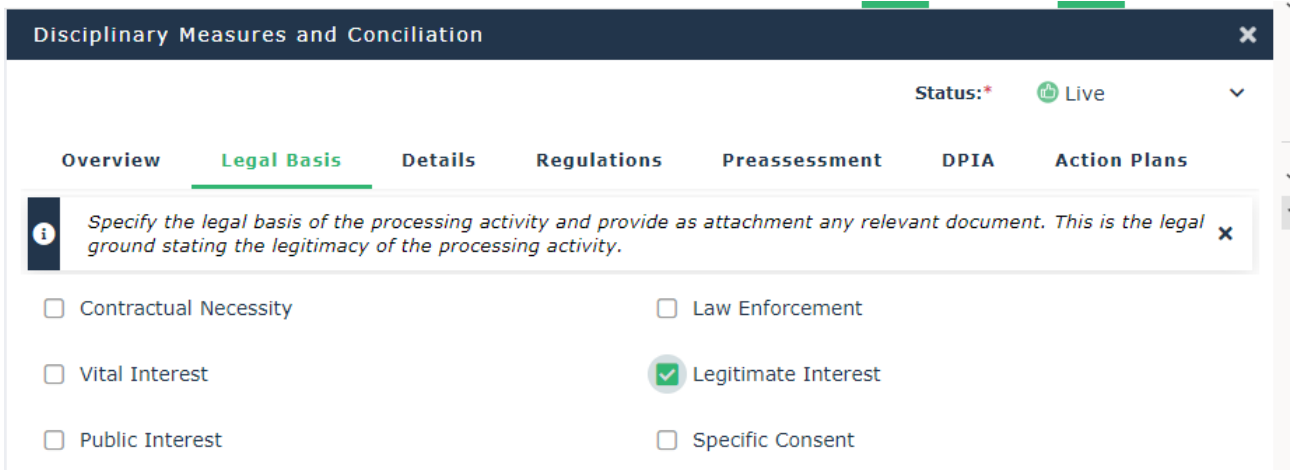 Disciplinary Measures and Conciliation
Status:* Live
Overview Legal Basis Details Regulations Preassessment DPIA Action Plans
Specify the legal basis of the processing activity and provide as attachment any relevant document. This is the legal
ground stating the legitimacy of the processing activity.
Contractual Necessity Law Enforcement
Vital Interest Legitimate Interest
Public Interest Specific Consent